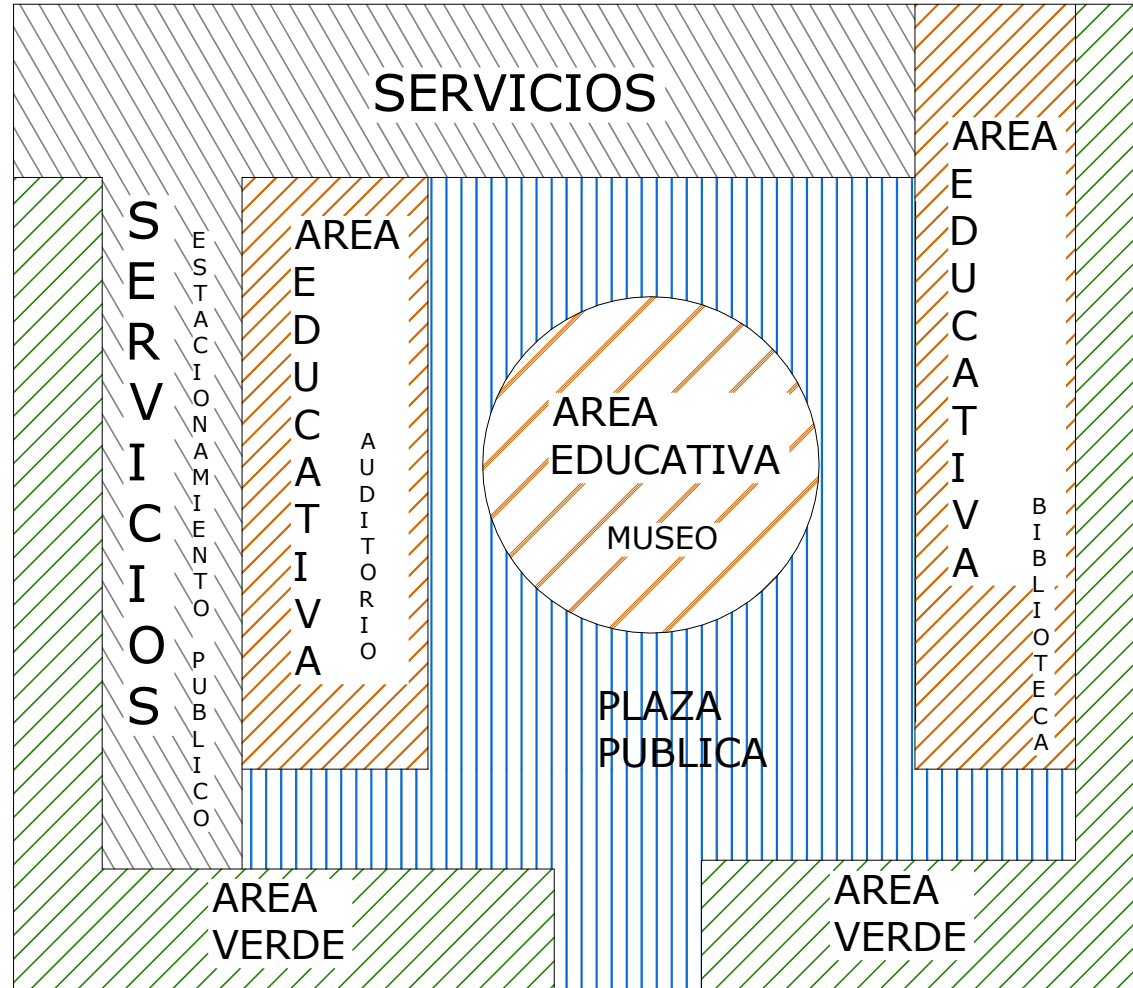 SERVICIOS
SERVICIOS
ESTACIONAMIENTO PUBLICO
AREA
EDUCATIVA
AUDITORIO
AREA
EDUCATIVA
MUSEO
PLAZA
PUBLICA
AREA
EDUCATIVA
BIBLIOTECA
AREA
VERDE
AREA
VERDE